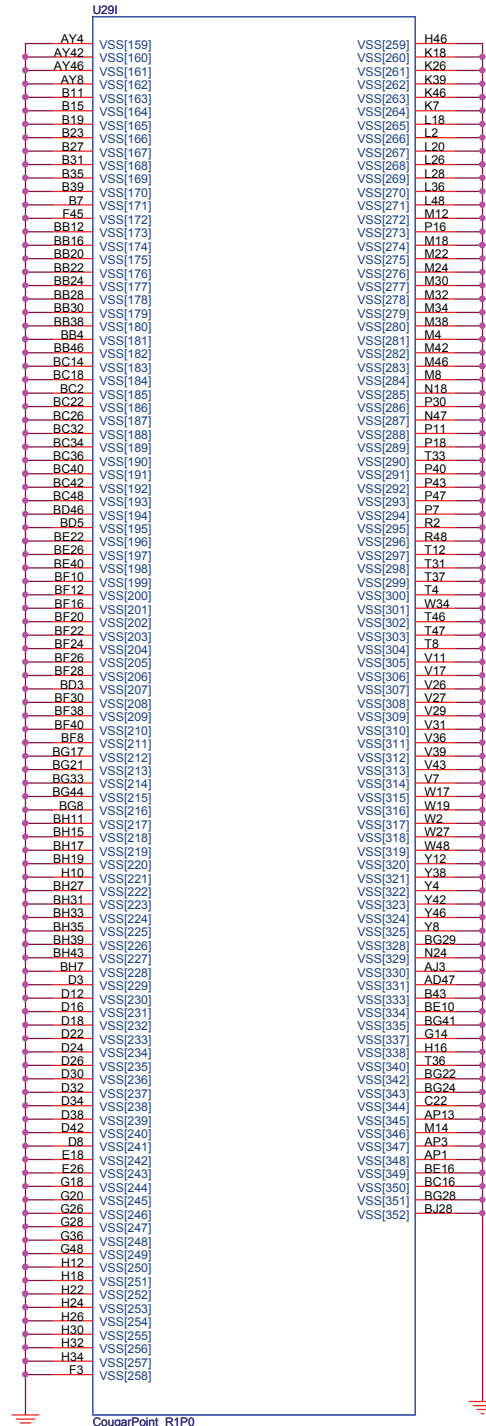 U29I
AY4 VSS[159] VSS[259] H46
AY42 VSS[160] VSS[260] K18
AY46 VSS[161] VSS[261] K26
AY8 VSS[162] VSS[262] K39
B11 VSS[163] VSS[263] K46
B15 VSS[164] VSS[264] K7
B19 VSS[165] VSS[265] L18
B23 VSS[166] VSS[266] L2
B27 VSS[167] VSS[267] L20
B31 VSS[168] VSS[268] L26
B35 VSS[169] VSS[269] L28
B39 VSS[170] VSS[270] L36
B7 VSS[171] VSS[271] L48
F45 VSS[172] VSS[272] M12
BB12 VSS[173] VSS[273] P16
BB16 VSS[174] VSS[274] M18
BB20 VSS[175] VSS[275] M22
BB22 VSS[176] VSS[276] M24
BB24 VSS[177] VSS[277] M30
BB28 VSS[178] VSS[278] M32
BB30 VSS[179] VSS[279] M34
BB38 VSS[180] VSS[280] M38
BB4 VSS[181] VSS[281] M4
BB46 VSS[182] VSS[282] M42
BC14 VSS[183] VSS[283] M46
BC18 VSS[184] VSS[284] M8
BC2 VSS[185] VSS[285] N18
BC22 VSS[186] VSS[286] P30
BC26 VSS[187] VSS[287] N47
BC32 VSS[188] VSS[288] P11
BC34 VSS[189] VSS[289] P18
BC36 VSS[190] VSS[290] T33
BC40 VSS[191] VSS[291] P40
BC42 VSS[192] VSS[292] P43
BC48 VSS[193] VSS[293] P47
BD46 VSS[194] VSS[294] P7
BD5 VSS[195] VSS[295] R2
BE22 VSS[196] VSS[296] R48
BE26 VSS[197] VSS[297] T12
BE40 VSS[198] VSS[298] T31
BF10 VSS[199] VSS[299] T37
BF12 VSS[200] VSS[300] T4
BF16 VSS[201] VSS[301] W34
BF20 VSS[202] VSS[302] T46
BF22 VSS[203] VSS[303] T47
BF24 VSS[204] VSS[304] T8
BF26 VSS[205] VSS[305] V11
BF28 VSS[206] VSS[306] V17
BD3 VSS[207] VSS[307] V26
BF30 VSS[208] VSS[308] V27
BF38 VSS[209] VSS[309] V29
BF40 VSS[210] VSS[310] V31
BF8 VSS[211] VSS[311] V36
BG17 VSS[212] VSS[312] V39
BG21 VSS[213] VSS[313] V43
BG33 VSS[214] VSS[314] V7
BG44 VSS[215] VSS[315] W17
BG8 VSS[216] VSS[316] W19
BH11 VSS[217] VSS[317] W2
BH15 VSS[218] VSS[318] W27
BH17 VSS[219] VSS[319] W48
BH19 VSS[220] VSS[320] Y12
H10 VSS[221] VSS[321] Y38
BH27 VSS[222] VSS[322] Y4
BH31 VSS[223] VSS[323] Y42
BH33 VSS[224] VSS[324] Y46
BH35 VSS[225] VSS[325] Y8
BH39 VSS[226] VSS[328] BG29
BH43 VSS[227] VSS[329] N24
BH7 VSS[228] VSS[330] AJ3
D3 VSS[229] VSS[331] AD47
D12 VSS[230] VSS[333] B43
D16 VSS[231] VSS[334] BE10
D18 VSS[232] VSS[335] BG41
D22 VSS[233] VSS[337] G14
D24 VSS[234] VSS[338] H16
D26 VSS[235] VSS[340] T36
D30 VSS[236] VSS[342] BG22
D32 VSS[237] VSS[343] BG24
D34 VSS[238] VSS[344] C22
D38 VSS[239] VSS[345] AP13
D42 VSS[240] VSS[346] M14
D8 VSS[241] VSS[347] AP3
E18 VSS[242] VSS[348] AP1
E26 VSS[243] VSS[349] BE16
G18 VSS[244] VSS[350] BC16
G20 VSS[245] VSS[351] BG28
G26 VSS[246] VSS[352] BJ28
G28 VSS[247]
G36 VSS[248]
G48 VSS[249]
H12 VSS[250]
H18 VSS[251]
H22 VSS[252]
H24 VSS[253]
H26 VSS[254]
H30 VSS[255]
H32 VSS[256]
H34 VSS[257]
F3 VSS[258]
CougarPoint_R1P0